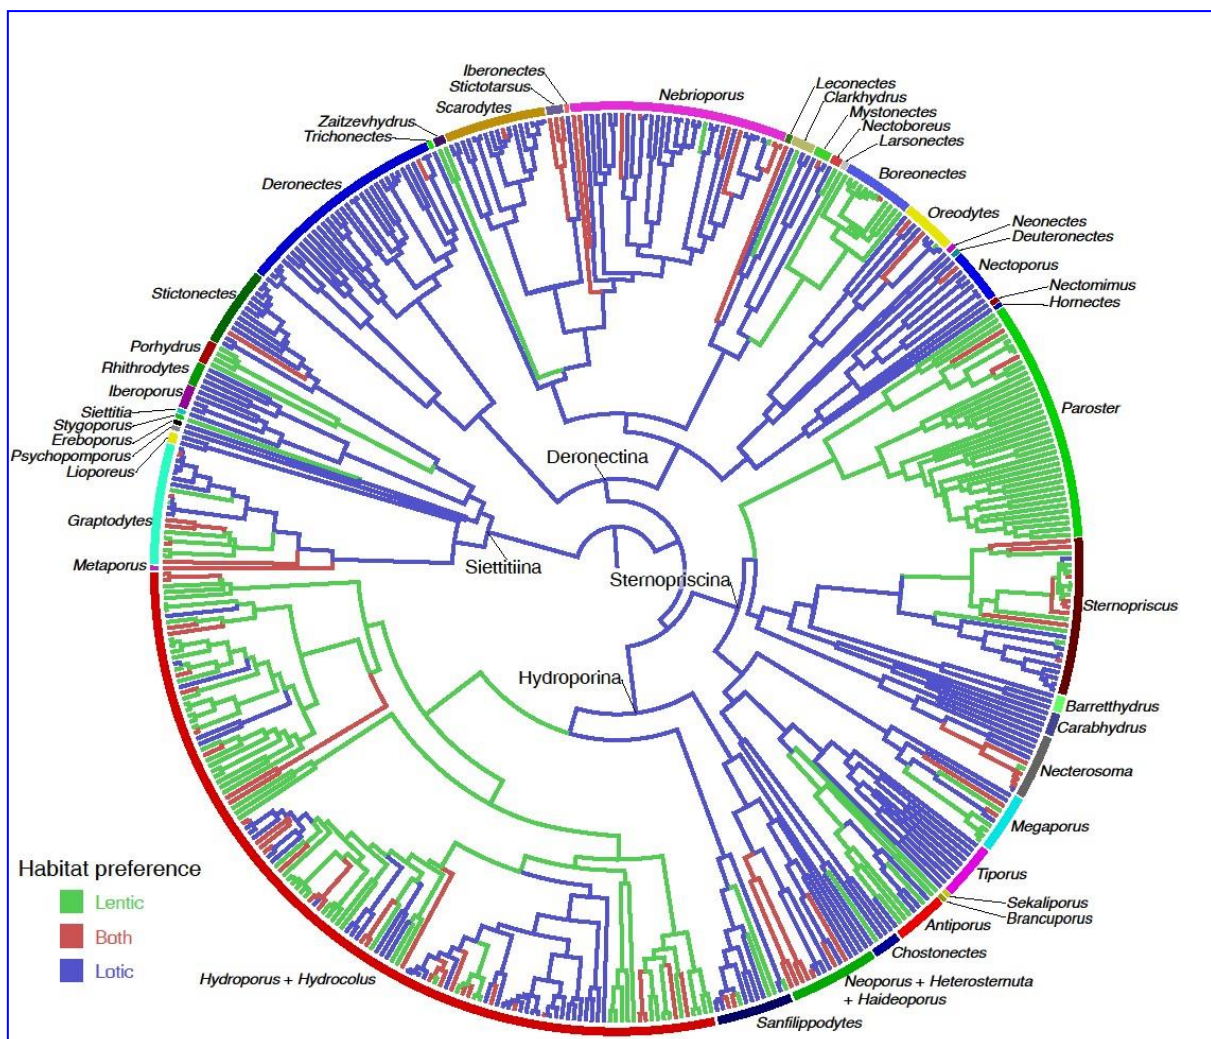 Iberonectes
Stictotarsus
Scarodytes
Nebrioporus
Leconectes
Clarkhydrus
Mystonectes
Nectoboreus
Larsonectes
Boreonectes
Zaitzevhydrus
Trichonectes
Deronectes
Oreodytes
Neonectes
Deuteronectes
Nectoporus
Nectomimus
Hornectes
Stictonectes
Porhydrus
Rhithrodytes
Iberoporus
Siettitia
Stygoporus
Ereboporus
Psychopomporus
Lioporeus
Graptodytes
Metaporus
Paroster
Deronectina
Siettitiina
Sternopriscina
Hydroporina
Sternopriscus
Barretthydrus
Carabhydrus
Necterosoma
Megaporus
Tiporus
Sekaliporus
Brancuporus
Antiporus
Chostonectes
Neoporus + Heterosternuta
+ Haideoporus
Sanfilippodytes
Hydroporus + Hydrocolus
Habitat preference
Lentic
Both
Lotic